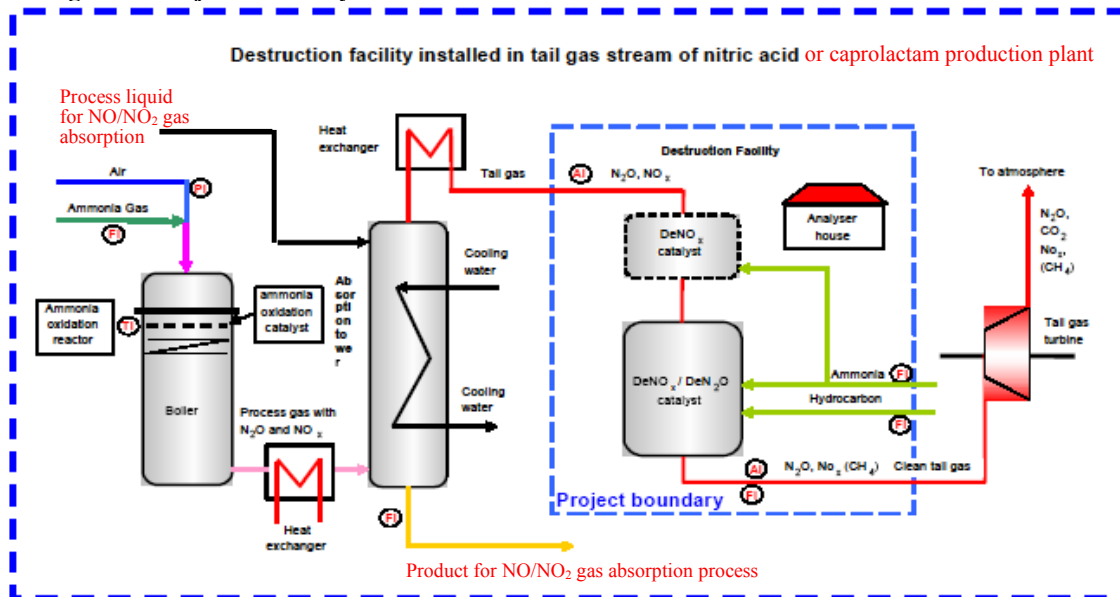 Destruction facility installed in tail gas stream of nitric acid or caprolactam production plant
Process liquid
for NO/NO₂ gas
absorption
Heat
exchanger
Air
PI
Ammonia Gas
FI
Ammonia
oxidation
reactor
TI
ammonia
oxidation
catalyst
Boiler
Ab
sor
pti
on
to
we
r
Process gas with
N₂O and NOₓ
Heat
exchanger
FI
Cooling
water
Cooling
water
Product for NO/NO₂ gas absorption process
Tail gas
AI
N₂O, NOₓ
Destruction Facility
DeNOₓ
catalyst
Analyser
house
DeNOₓ / DeN₂O
catalyst
Ammonia
FI
Hydrocarbon
FI
AI
N₂O, Noₓ (CH₄) Clean tail gas
FI
Project boundary
To atmosphere
N₂O,
CO₂
Noₓ,
(CH₄)
Tail gas
turbine